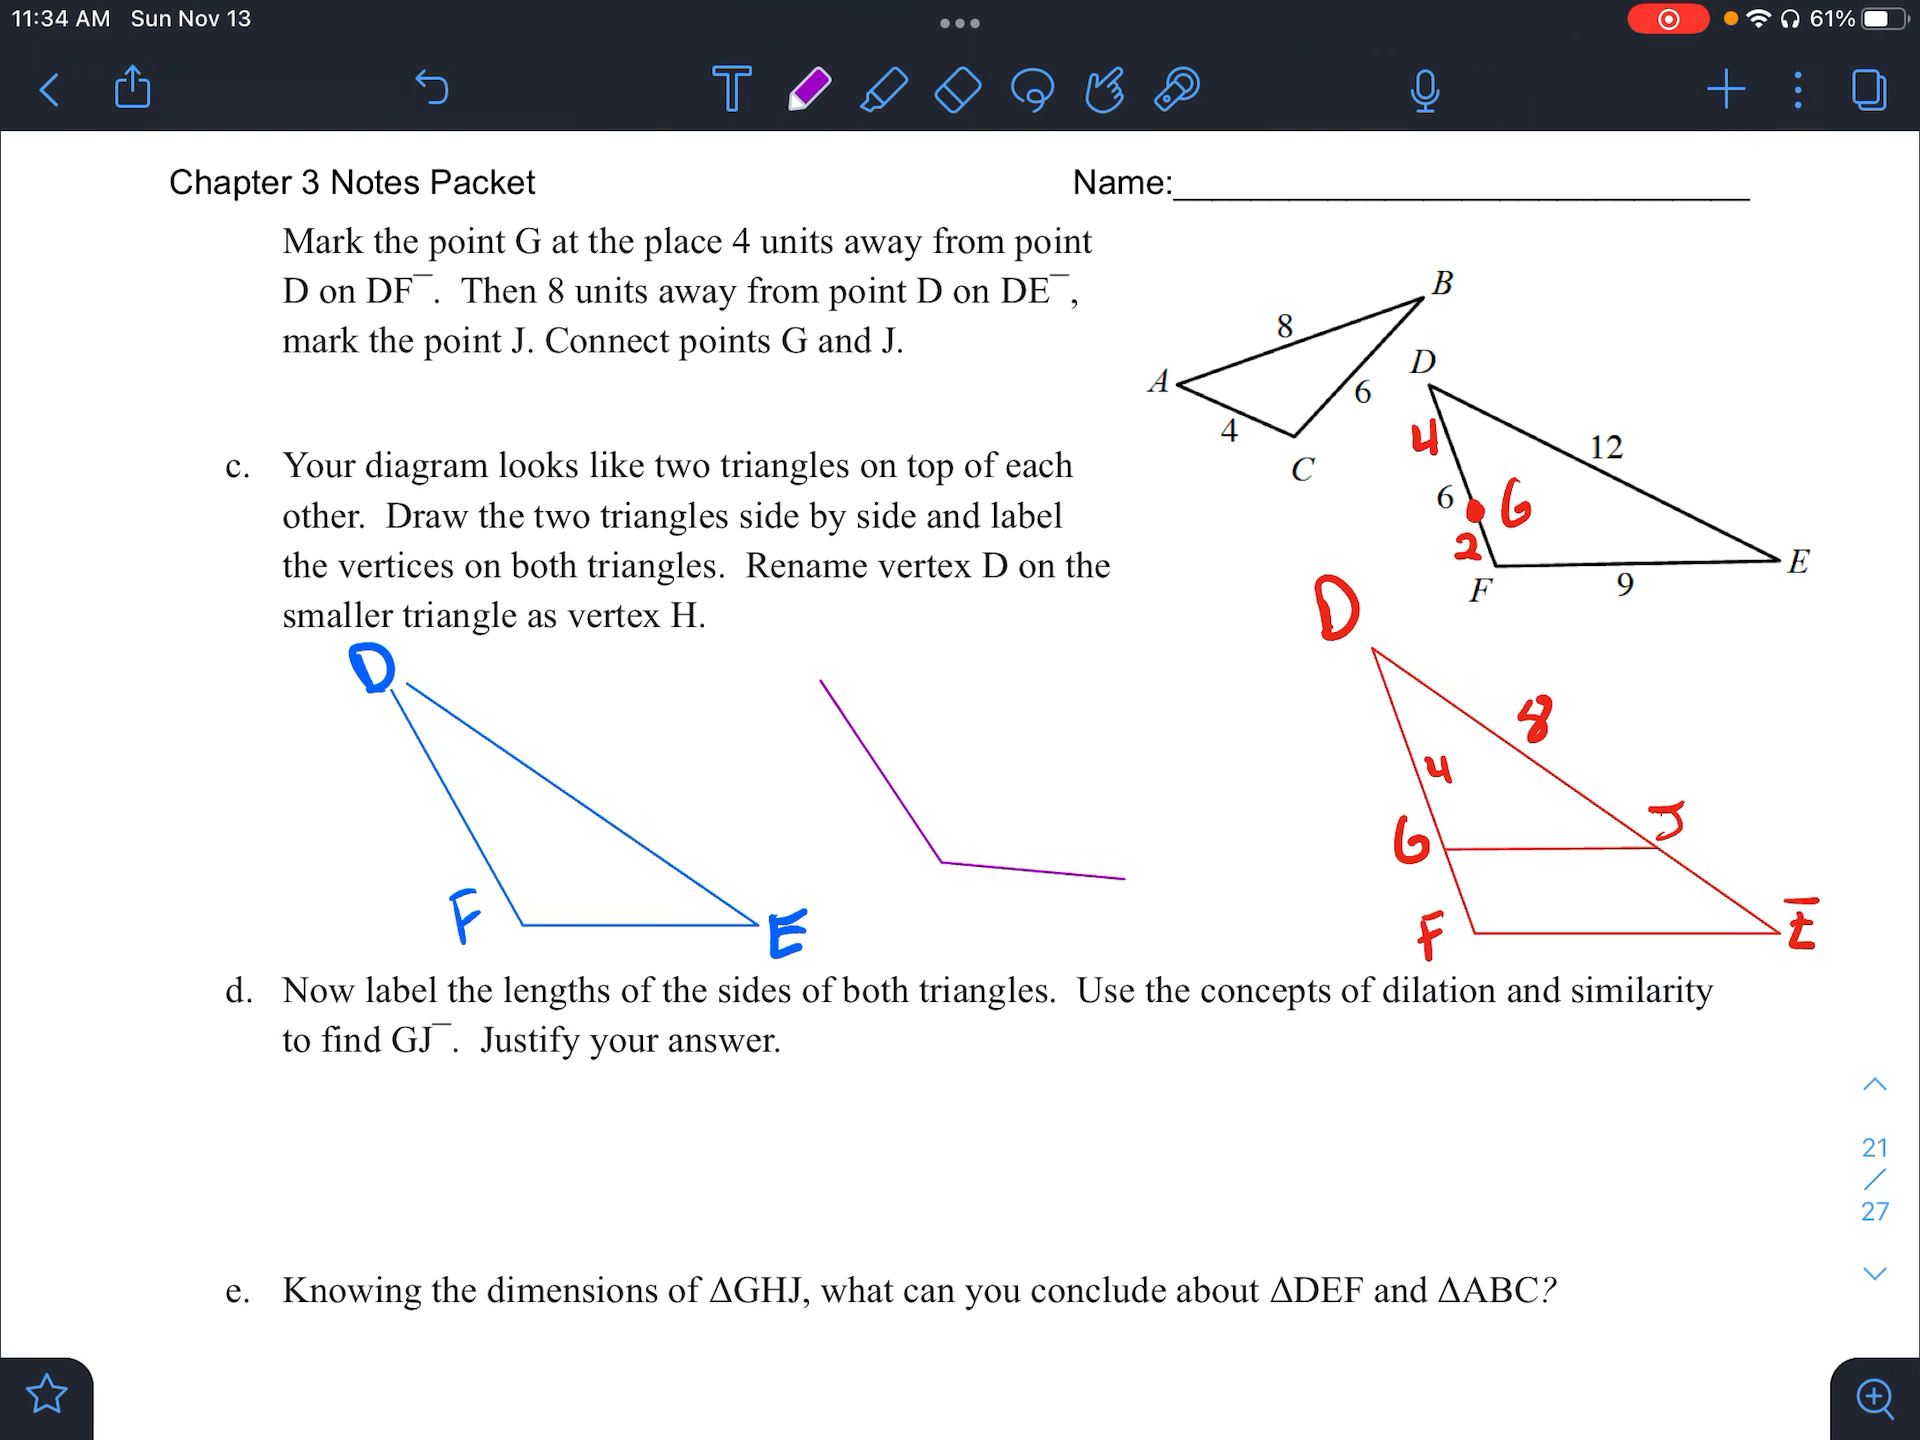 11:34 AM Sun Nov 13
61%
T
Chapter 3 Notes Packet
Name:______________________________
Mark the point G at the place 4 units away from point
D on DF¯. Then 8 units away from point D on DE¯,
mark the point J. Connect points G and J.
B
8
A
6
4
C
D
4
12
6
G
2
F
9
E
c. Your diagram looks like two triangles on top of each
other. Draw the two triangles side by side and label
the vertices on both triangles. Rename vertex D on the
smaller triangle as vertex H.
D
F
E
D
8
4
G
J
F
E
d. Now label the lengths of the sides of both triangles. Use the concepts of dilation and similarity
to find GJ¯. Justify your answer.
21
/
27
e. Knowing the dimensions of ΔGHJ, what can you conclude about ΔDEF and ΔABC?